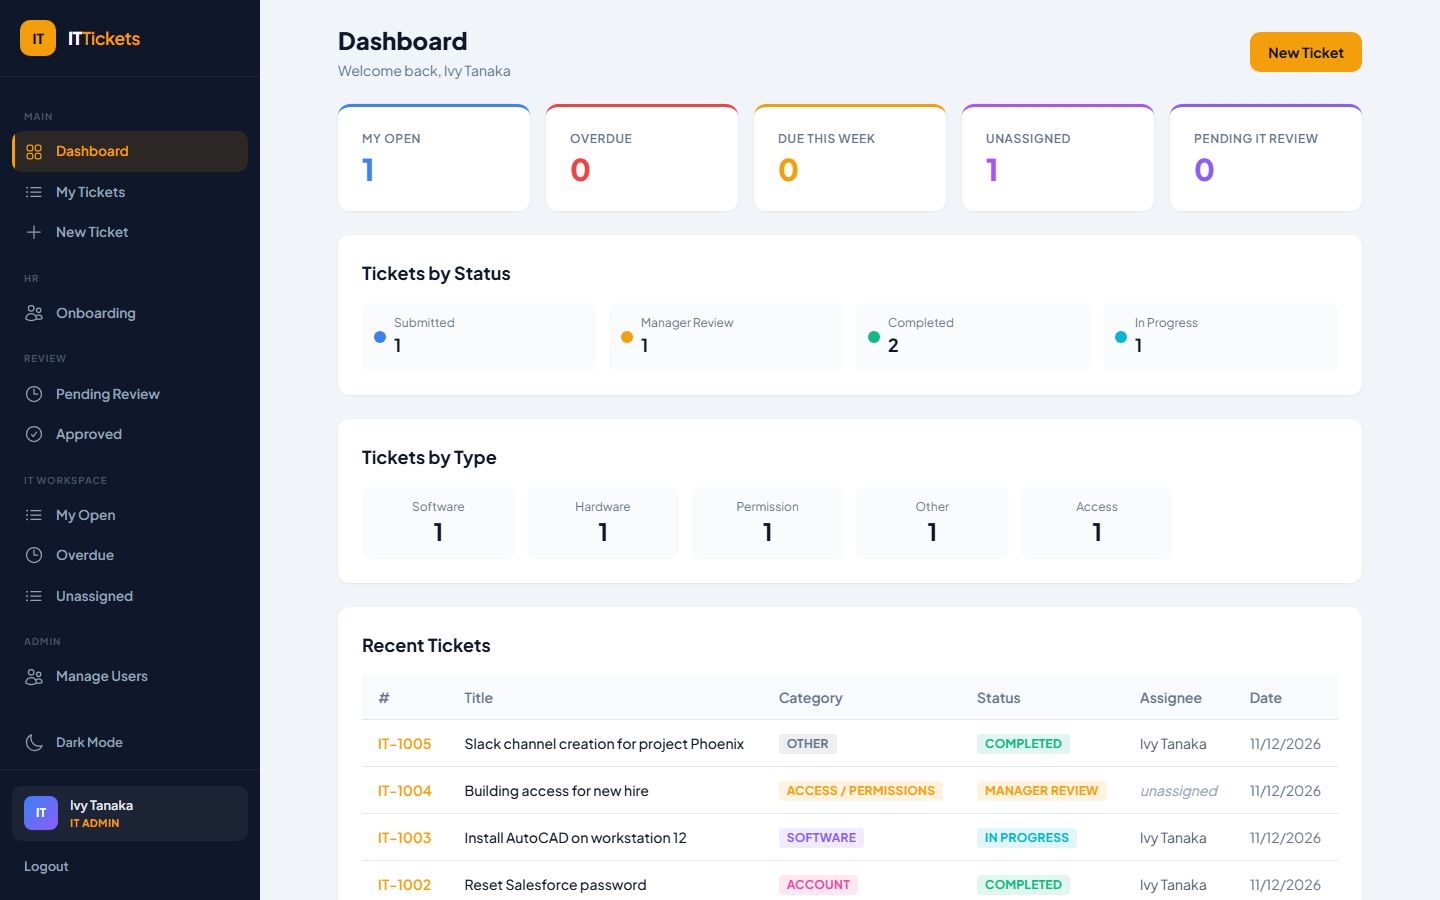 IT ITTickets
MAIN
Dashboard
My Tickets
New Ticket
HR
Onboarding
REVIEW
Pending Review
Approved
IT WORKSPACE
My Open
Overdue
Unassigned
ADMIN
Manage Users
Dark Mode
IT Ivy Tanaka
IT ADMIN
Logout
Dashboard
Welcome back, Ivy Tanaka
New Ticket
MY OPEN
1
OVERDUE
0
DUE THIS WEEK
0
UNASSIGNED
1
PENDING IT REVIEW
0
Tickets by Status
Submitted
1
Manager Review
1
Completed
2
In Progress
1
Tickets by Type
Software
1
Hardware
1
Permission
1
Other
1
Access
1
Recent Tickets
# Title Category Status Assignee Date
IT-1005 Slack channel creation for project Phoenix OTHER COMPLETED Ivy Tanaka 11/12/2026
IT-1004 Building access for new hire ACCESS / PERMISSIONS MANAGER REVIEW unassigned 11/12/2026
IT-1003 Install AutoCAD on workstation 12 SOFTWARE IN PROGRESS Ivy Tanaka 11/12/2026
IT-1002 Reset Salesforce password ACCOUNT COMPLETED Ivy Tanaka 11/12/2026